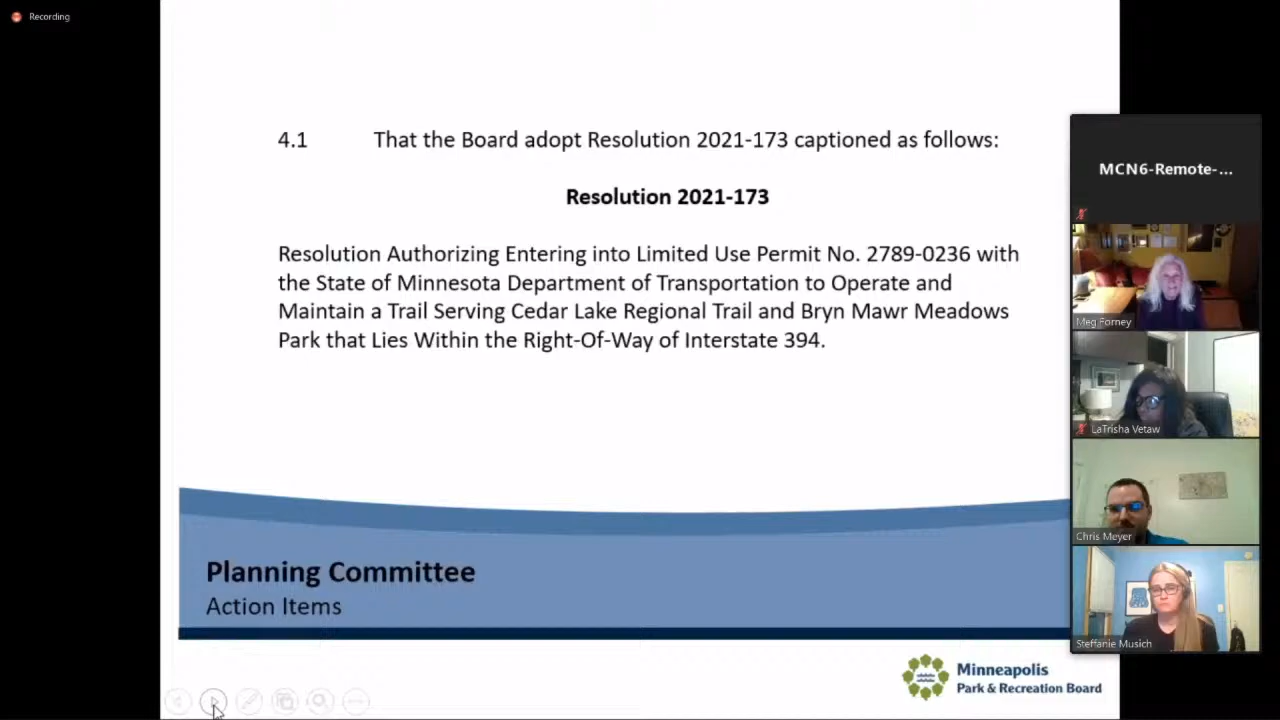 Recording
4.1 That the Board adopt Resolution 2021-173 captioned as follows:
Resolution 2021-173
Resolution Authorizing Entering into Limited Use Permit No. 2789-0236 with
the State of Minnesota Department of Transportation to Operate and
Maintain a Trail Serving Cedar Lake Regional Trail and Bryn Mawr Meadows
Park that Lies Within the Right-Of-Way of Interstate 394.
MCN6-Remote-...
Meg Forney
LaTrisha Vetaw
Chris Meyer
Steffanie Musich
Planning Committee
Action Items
Minneapolis
Park & Recreation Board